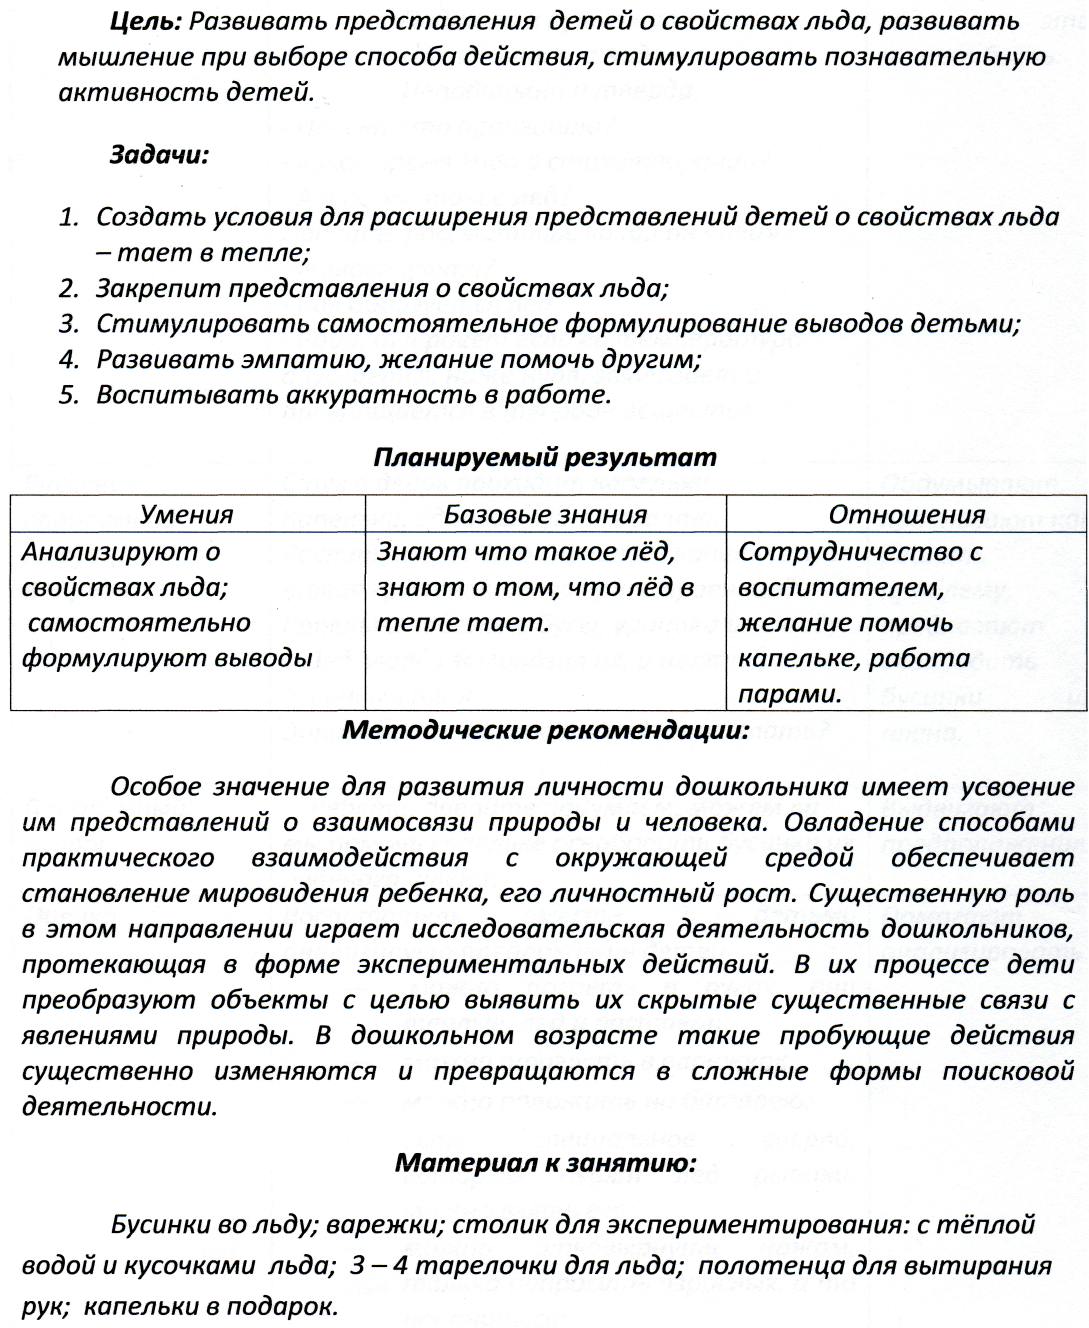 Цель: Развивать представления детей о свойствах льда, развивать
мышление при выборе способа действия, стимулировать познавательную
активность детей.
Задачи:
1. Создать условия для расширения представлений детей о свойствах льда
– тает в тепле;
2. Закрепит представления о свойствах льда;
3. Стимулировать самостоятельное формулирование выводов детьми;
4. Развивать эмпатию, желание помочь другим;
5. Воспитывать аккуратность в работе.
Планируемый результат
Умения Базовые знания Отношения
Анализируют о Знают что такое лёд, Сотрудничество с
свойствах льда; знают о том, что лёд в воспитателем,
самостоятельно тепле тает. желание помочь
формулируют выводы капельке, работа
парами.
Методические рекомендации:
Особое значение для развития личности дошкольника имеет усвоение
им представлений о взаимосвязи природы и человека. Овладение способами
практического взаимодействия с окружающей средой обеспечивает
становление мировидения ребенка, его личностный рост. Существенную роль
в этом направлении играет исследовательская деятельность дошкольников,
протекающая в форме экспериментальных действий. В их процессе дети
преобразуют объекты с целью выявить их скрытые существенные связи с
явлениями природы. В дошкольном возрасте такие пробующие действия
существенно изменяются и превращаются в сложные формы поисковой
деятельности.
Материал к занятию:
Бусинки во льду; варежки; столик для экспериментирования: с тёплой
водой и кусочками льда; 3 – 4 тарелочки для льда; полотенца для вытирания
рук; капельки в подарок.